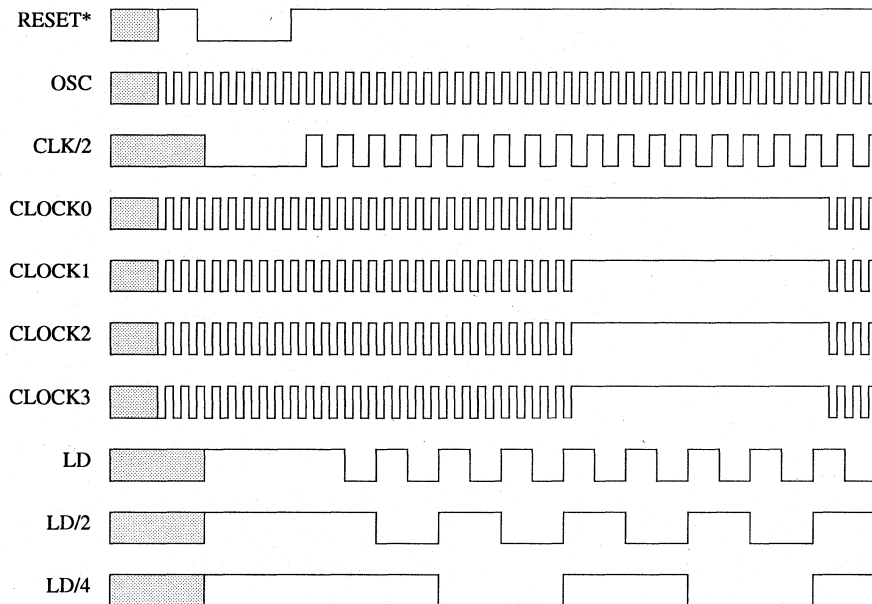 RESET*
OSC
CLK/2
CLOCK0
CLOCK1
CLOCK2
CLOCK3
LD
LD/2
LD/4